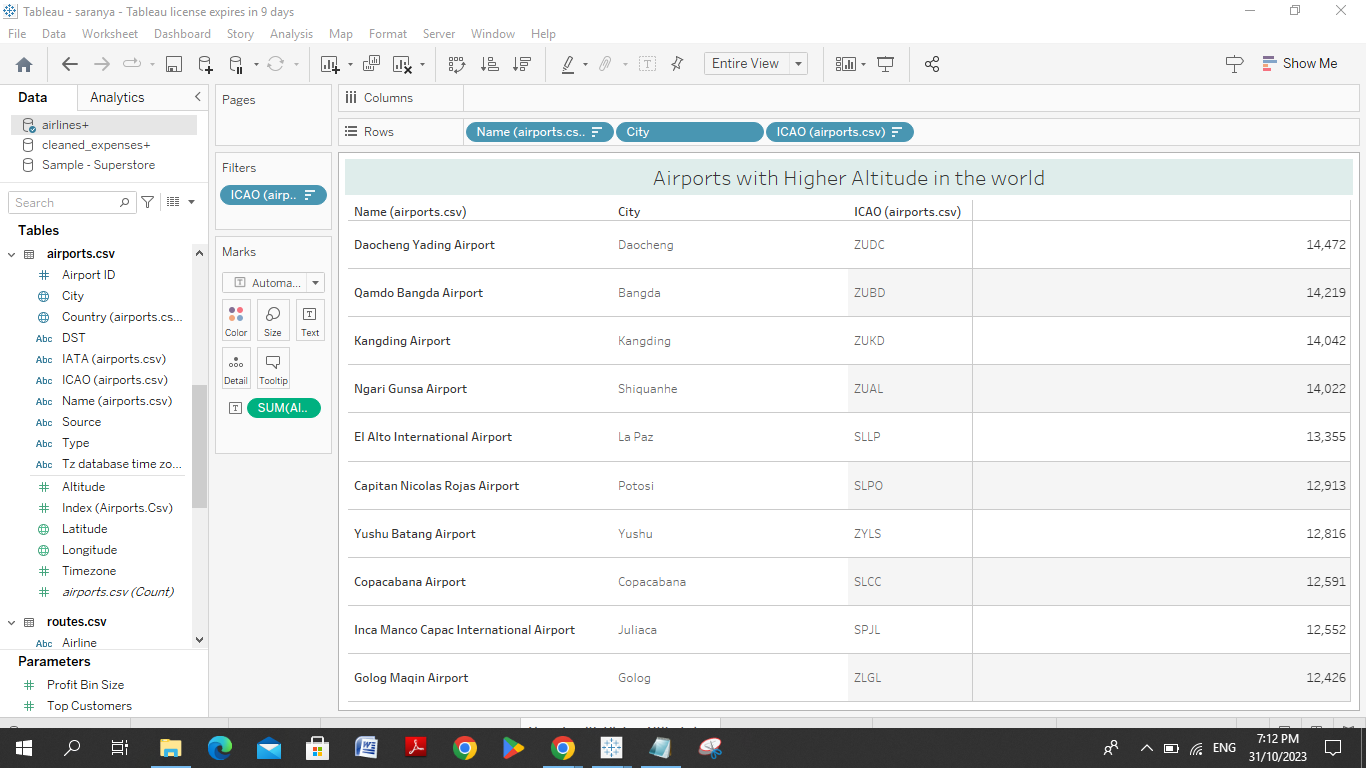 Tableau - saranya - Tableau license expires in 9 days
File Data Worksheet Dashboard Story Analysis Map Format Server Window Help
Entire View
Show Me
Data Analytics
airlines+
cleaned_expenses+
Sample - Superstore
Search
Tables
airports.csv
Airport ID
City
Country (airports.cs...
Abc DST
Abc IATA (airports.csv)
Abc ICAO (airports.csv)
Abc Name (airports.csv)
Abc Source
Abc Type
Abc Tz database time zo...
Altitude
Index (Airports.Csv)
Latitude
Longitude
Timezone
airports.csv (Count)
routes.csv
Abc Airline
Parameters
Profit Bin Size
Top Customers
Pages
Filters
ICAO (airp..
Marks
T Automa...
Color Size Text
Detail Tooltip
T SUM(Al..
Columns
Rows Name (airports.cs.. City ICAO (airports.csv)
Airports with Higher Altitude in the world
Name (airports.csv) City ICAO (airports.csv)
Daocheng Yading Airport Daocheng ZUDC 14,472
Qamdo Bangda Airport Bangda ZUBD 14,219
Kangding Airport Kangding ZUKD 14,042
Ngari Gunsa Airport Shiquanhe ZUAL 14,022
El Alto International Airport La Paz SLLP 13,355
Capitan Nicolas Rojas Airport Potosi SLPO 12,913
Yushu Batang Airport Yushu ZYLS 12,816
Copacabana Airport Copacabana SLCC 12,591
Inca Manco Capac International Airport Juliaca SPJL 12,552
Golog Maqin Airport Golog ZLGL 12,426
ENG
7:12 PM
31/10/2023